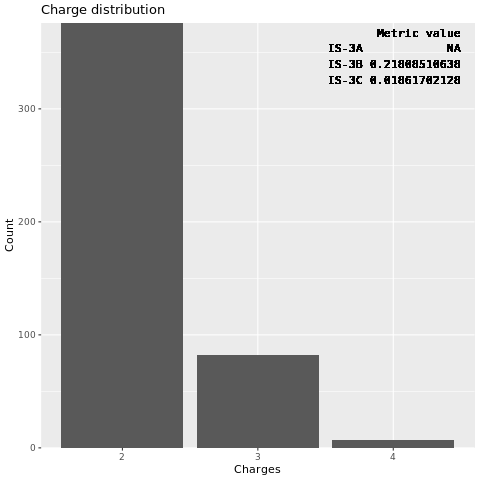 Charge distribution
Metric value
IS-3A NA
IS-3B 0.21808510638
IS-3C 0.01861702128
300
200
100
0
Count
2 3 4
Charges